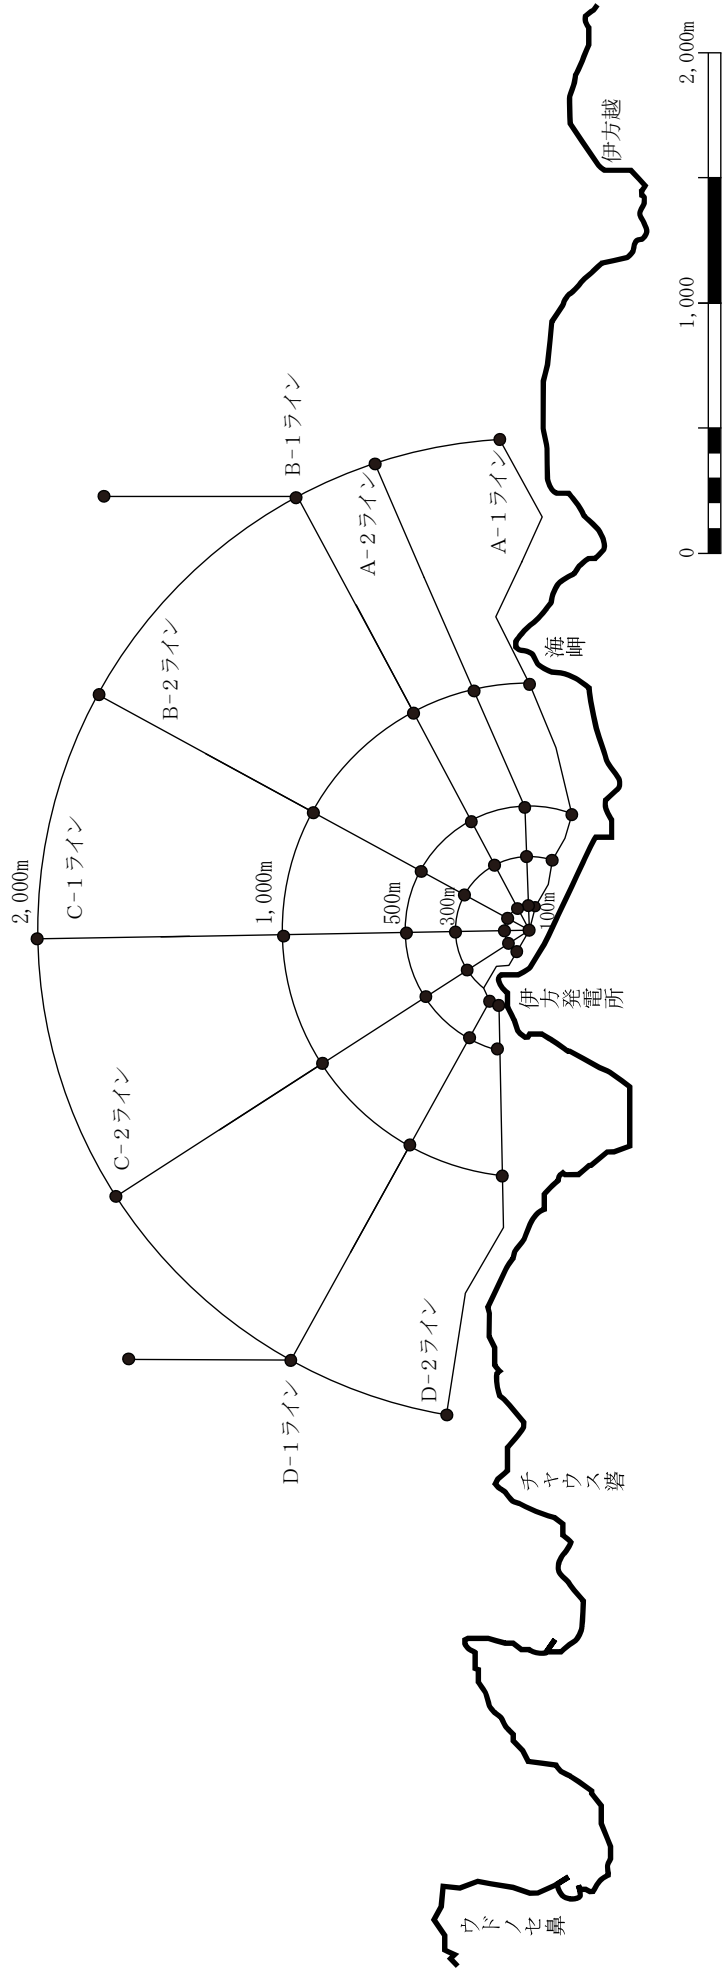 D-1ライン
D-2ライン
C-2ライン
C-1ライン
B-2ライン
B-1ライン
A-2ライン
A-1ライン
2,000m
1,000m
500m
300m
100m
ウドノセ鼻
チャウス碆
伊方発電所
海岬
伊方越
0
1,000
2,000m